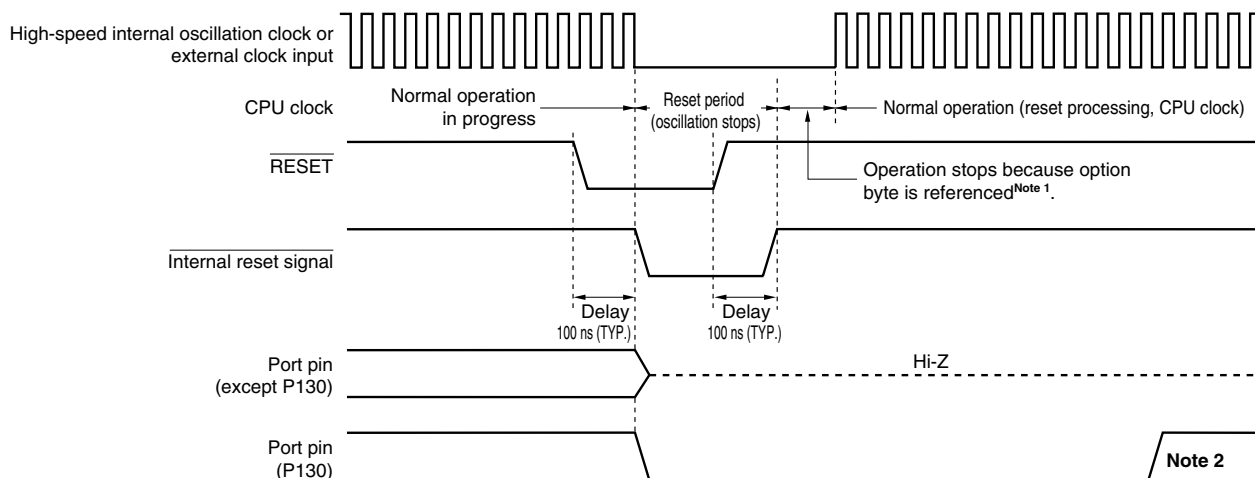 High-speed internal oscillation clock or
external clock input
CPU clock
Normal operation
in progress
Reset period
(oscillation stops)
Normal operation (reset processing, CPU clock)
RESET
Operation stops because option
byte is referencedNote 1.
Internal reset signal
Delay
100 ns (TYP.)
Delay
100 ns (TYP.)
Port pin
(except P130)
Hi-Z
Port pin
(P130)
Note 2